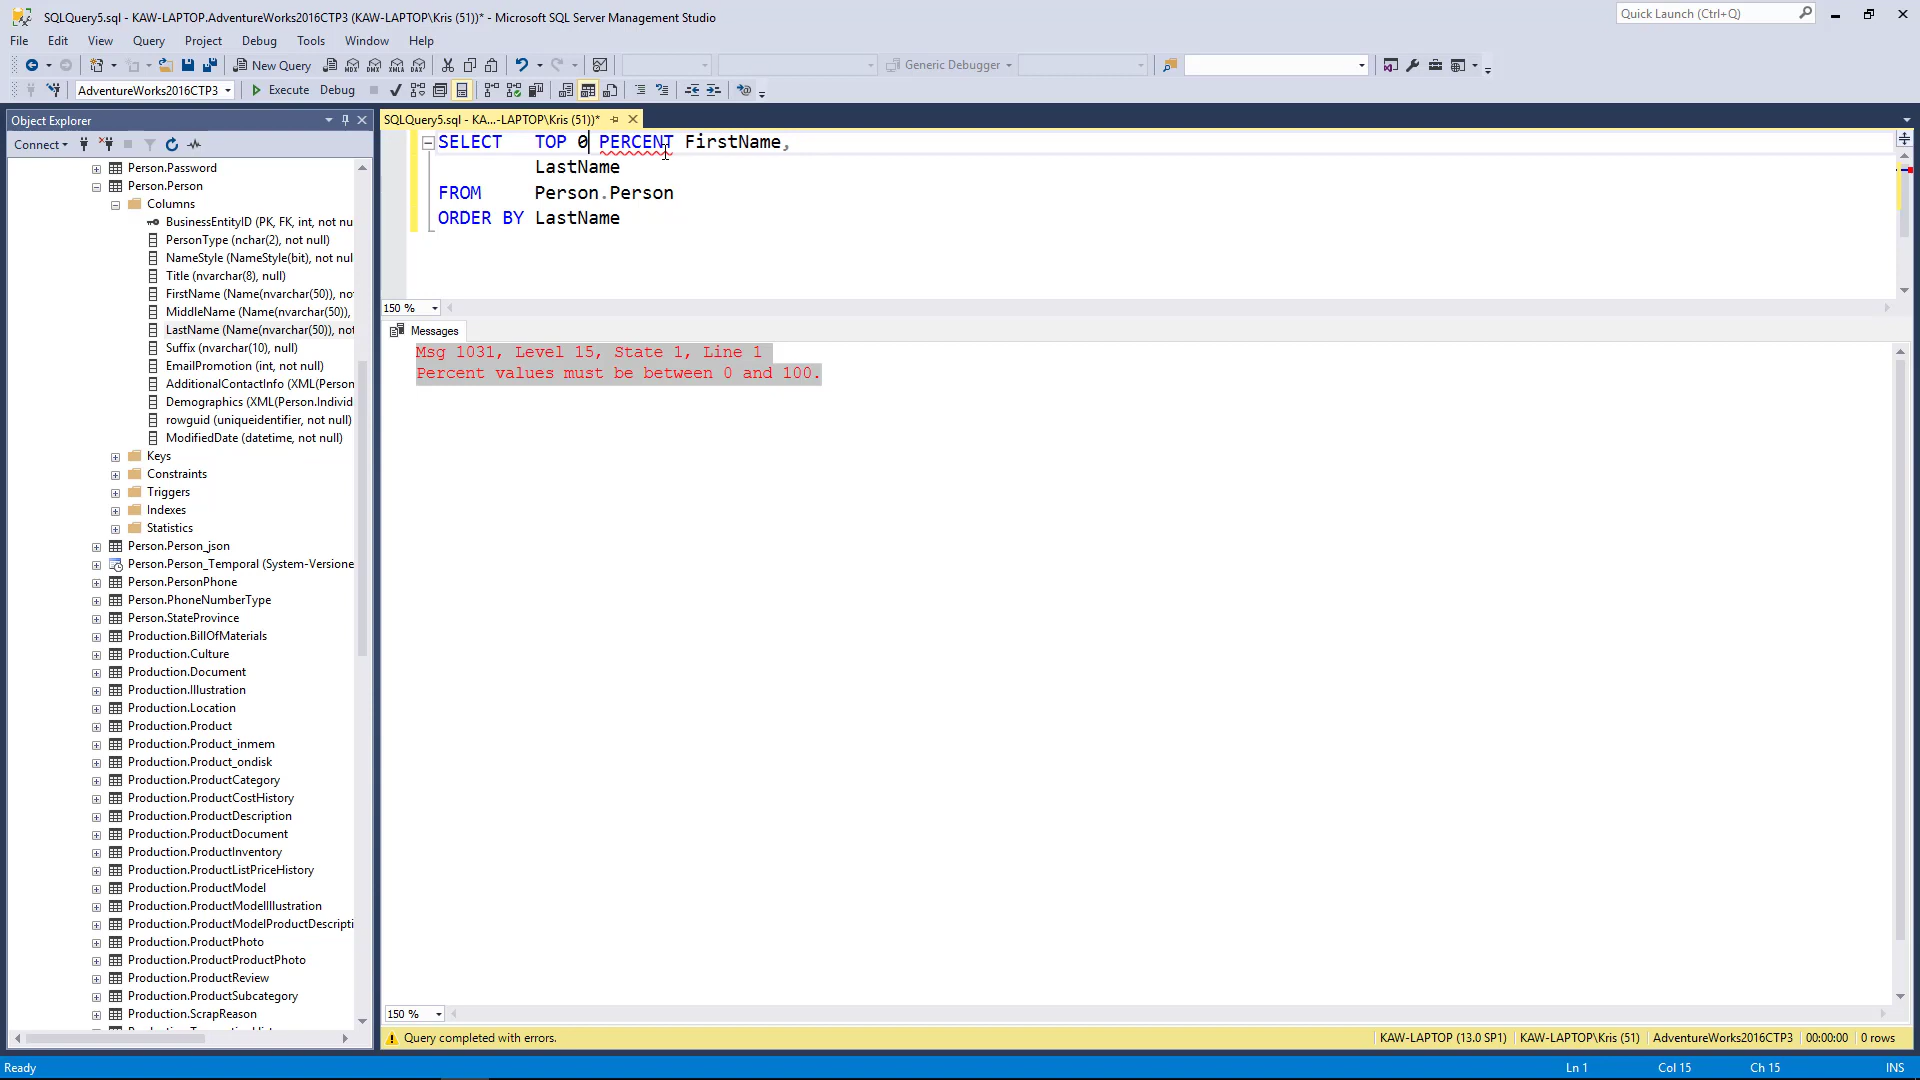 SQLQuery5.sql - KAW-LAPTOP.AdventureWorks2016CTP3 (KAW-LAPTOP\Kris (51))* - Microsoft SQL Server Management Studio
Quick Launch (Ctrl+Q)
File Edit View Query Project Debug Tools Window Help
New Query
Generic Debugger
AdventureWorks2016CTP3
Execute Debug
Object Explorer
Connect
Person.Password
Person.Person
Columns
BusinessEntityID (PK, FK, int, not nu
PersonType (nchar(2), not null)
NameStyle (NameStyle(bit), not nul
Title (nvarchar(8), null)
FirstName (Name(nvarchar(50)), no
MiddleName (Name(nvarchar(50)),
LastName (Name(nvarchar(50)), not
Suffix (nvarchar(10), null)
EmailPromotion (int, not null)
AdditionalContactInfo (XML(Person
Demographics (XML(Person.Individ
rowguid (uniqueidentifier, not null)
ModifiedDate (datetime, not null)
Keys
Constraints
Triggers
Indexes
Statistics
Person.Person_json
Person.Person_Temporal (System-Versione
Person.PersonPhone
Person.PhoneNumberType
Person.StateProvince
Production.BillOfMaterials
Production.Culture
Production.Document
Production.Illustration
Production.Location
Production.Product
Production.Product_inmem
Production.Product_ondisk
Production.ProductCategory
Production.ProductCostHistory
Production.ProductDescription
Production.ProductDocument
Production.ProductInventory
Production.ProductListPriceHistory
Production.ProductModel
Production.ProductModelIllustration
Production.ProductModelProductDescripti
Production.ProductPhoto
Production.ProductProductPhoto
Production.ProductReview
Production.ProductSubcategory
Production.ScrapReason
SQLQuery5.sql - KA...-LAPTOP\Kris (51))*
SELECT TOP 0 PERCENT FirstName,
LastName
FROM Person.Person
ORDER BY LastName
150 %
Messages
Msg 1031, Level 15, State 1, Line 1
Percent values must be between 0 and 100.
150 %
Query completed with errors.
KAW-LAPTOP (13.0 SP1) KAW-LAPTOP\Kris (51) AdventureWorks2016CTP3 00:00:00 0 rows
Ready
Ln 1 Col 15 Ch 15 INS